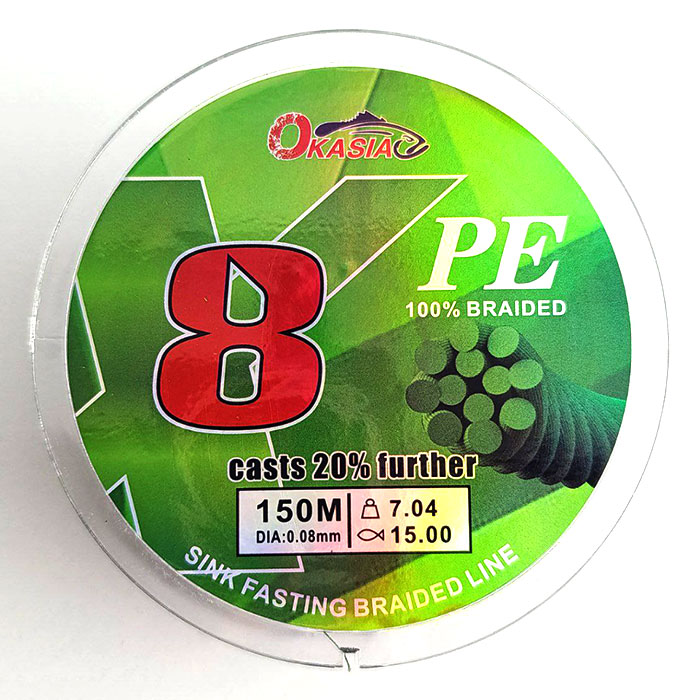 OKASIA
X
8
PE
100% BRAIDED
casts 20% further
150M
DIA:0.08mm
7.04
15.00
SINK FASTING BRAIDED LINE